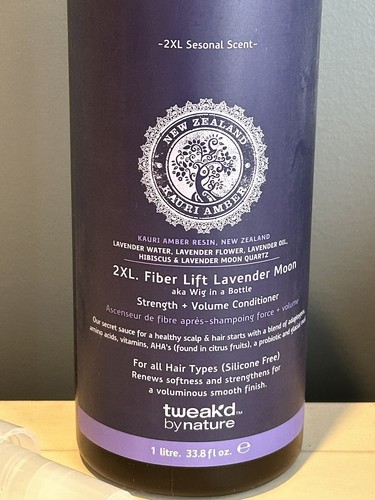 -2XL Sesonal Scent-
NEW ZEALAND
KAURI AMBER
KAURI AMBER RESIN, NEW ZEALAND
LAVENDER WATER, LAVENDER FLOWER, LAVENDER OIL,
HIBISCUS & LAVENDER MOON QUARTZ
2XL. Fiber Lift Lavender Moon
aka Wig in a Bottle
Strength + Volume Conditioner
Ascenseur de fibre après-shampoing force + volume
Our secret sauce for a healthy scalp & hair starts with a blend of adaptogens,
amino acids, vitamins, AHA's (found in citrus fruits), a probiotic and
For all Hair Types (Silicone Free)
Renews softness and strengthens for
a voluminous smooth finish.
tweak'd™
by nature
1 litre. 33.8 fl oz. ℮